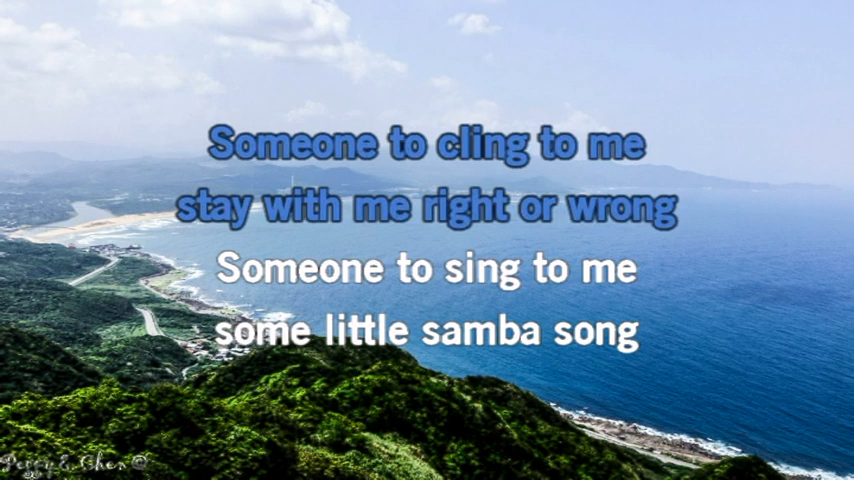 Someone to cling to me
stay with me right or wrong
Someone to sing to me
some little samba song